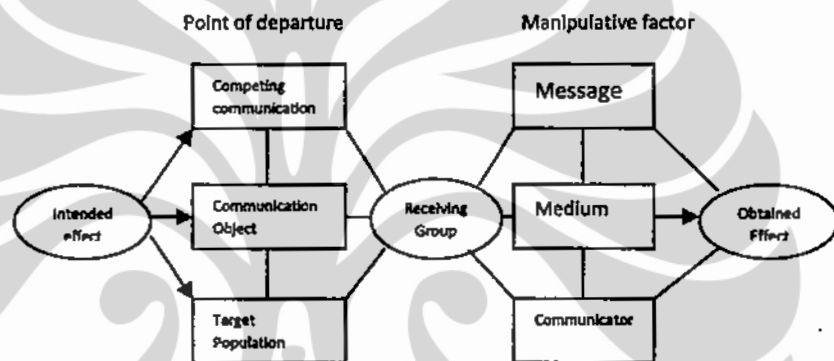 Point of departure
Manipulative factor
Competing
communication
Message
Intended
effect
Communication
Object
Receiving
Group
Medium
Obtained
Effect
Target
Population
Communicator